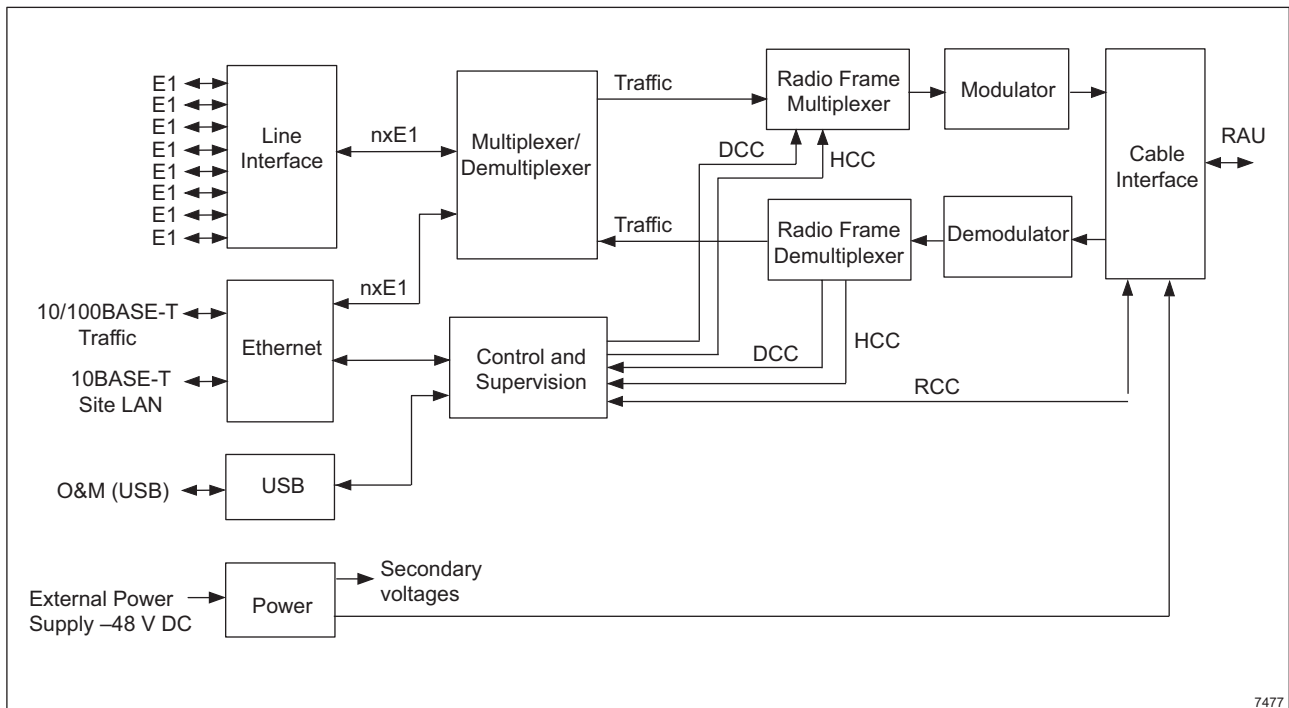 E1
E1
E1
E1
E1
E1
E1
E1
Line
Interface
nxE1
Multiplexer/
Demultiplexer
Traffic
Radio Frame
Multiplexer
Modulator
Cable
Interface
RAU
DCC
HCC
Traffic
Radio Frame
Demultiplexer
Demodulator
nxE1
10/100BASE-T
Traffic
Ethernet
10BASE-T
Site LAN
Control and
Supervision
DCC
HCC
RCC
O&M (USB)
USB
External Power
Supply –48 V DC
Power
Secondary
voltages
7477